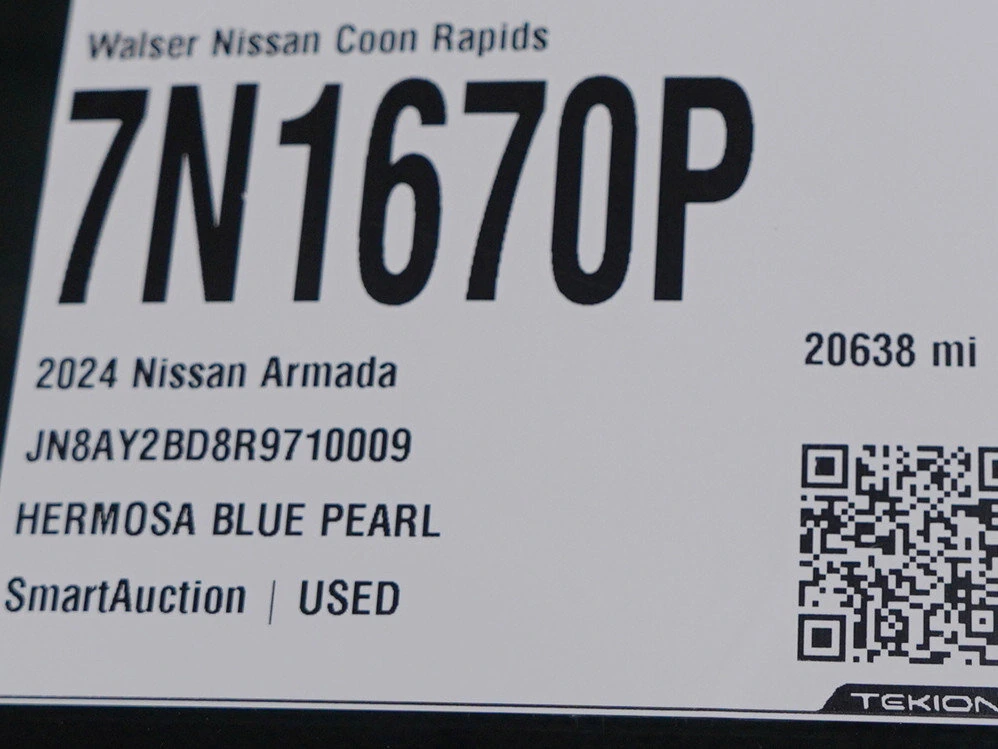 Walser Nissan Coon Rapids
7N1670P
2024 Nissan Armada
20638 mi
JN8AY2BD8R9710009
HERMOSA BLUE PEARL
SmartAuction | USED
TEKION